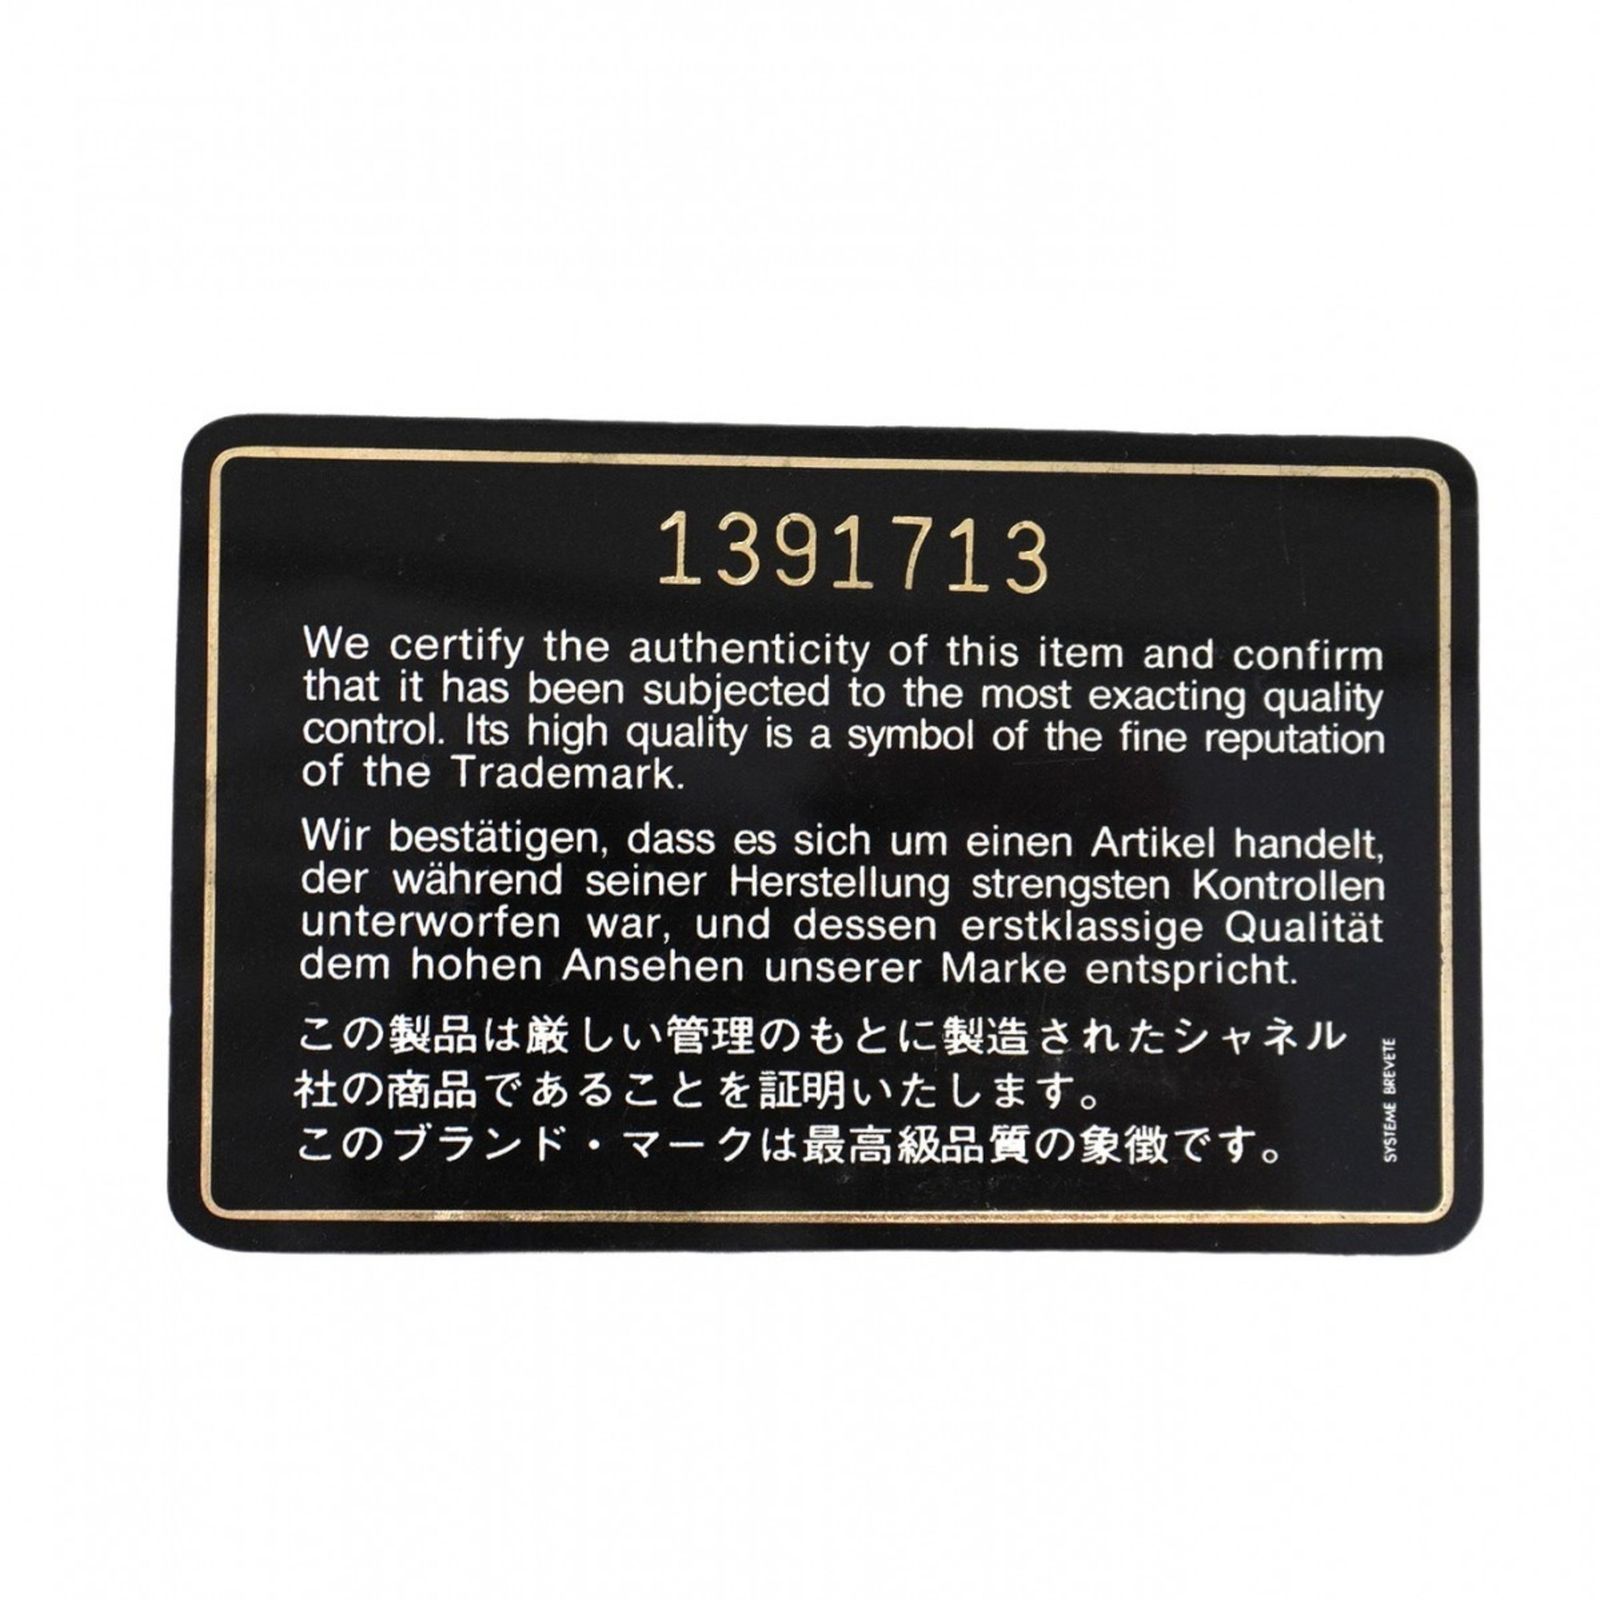 1391713
We certify the authenticity of this item and confirm
that it has been subjected to the most exacting quality
control. Its high quality is a symbol of the fine reputation
of the Trademark.
Wir bestätigen, dass es sich um einen Artikel handelt,
der während seiner Herstellung strengsten Kontrollen
unterworfen war, und dessen erstklassige Qualität
dem hohen Ansehen unserer Marke entspricht.
この製品は厳しい管理のもとに製造されたシャネル
社の商品であることを証明いたします。
このブランド・マークは最高級品質の象徴です。
SYSTEME BREVETE